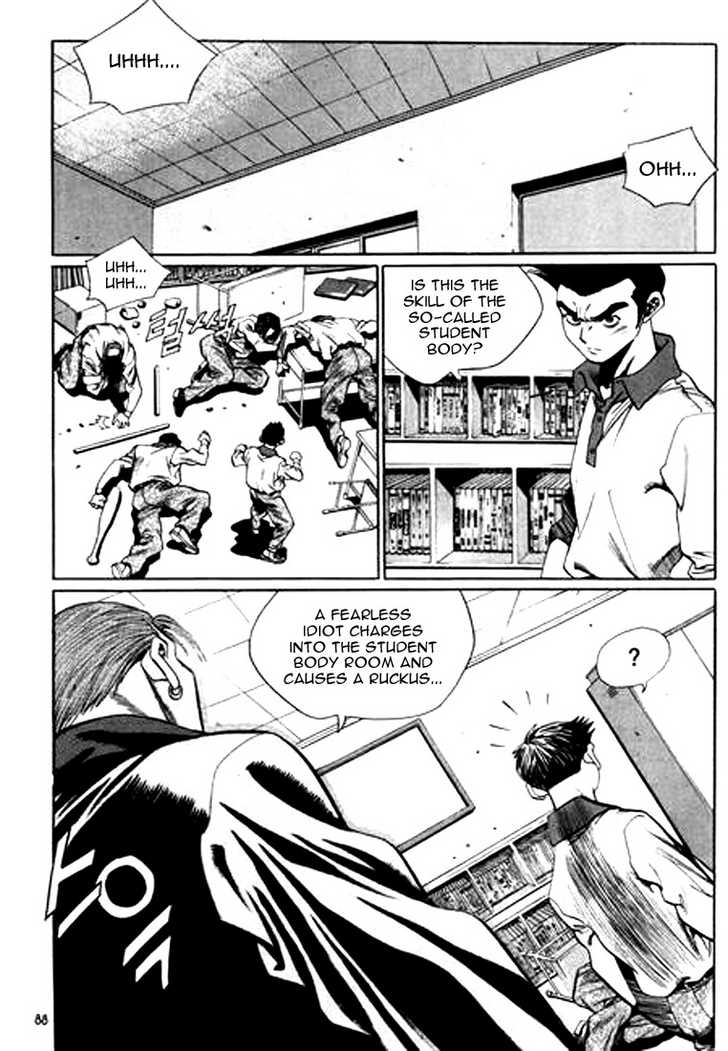 UHHH....
OHH...
UHH...
UHH...
IS THIS THE
SKILL OF THE
SO-CALLED
STUDENT
BODY?
A FEARLESS
IDIOT CHARGES
INTO THE STUDENT
BODY ROOM AND
CAUSES A RUCKUS...
?
88